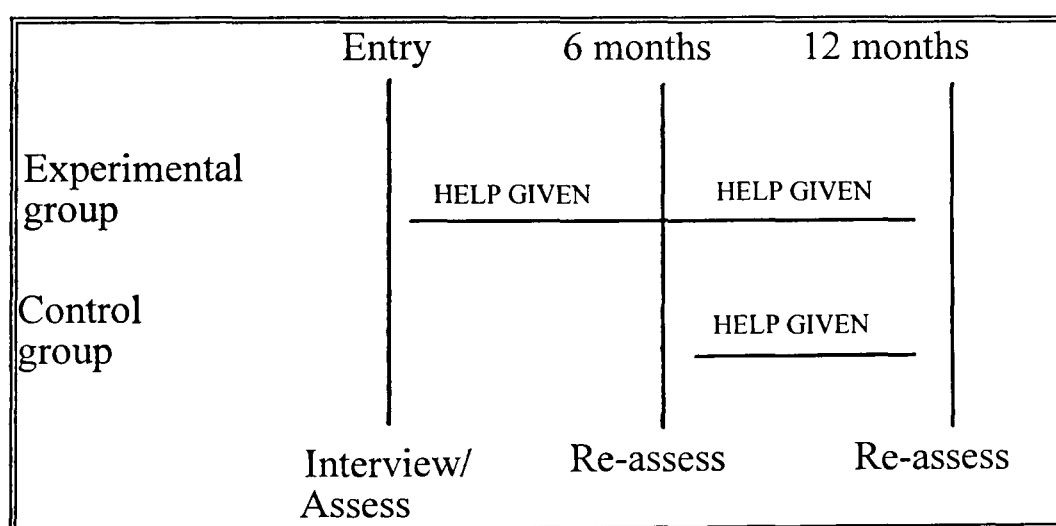 Entry 6 months 12 months
Experimental
group
HELP GIVEN HELP GIVEN
Control
group
HELP GIVEN
Interview/
Assess
Re-assess Re-assess